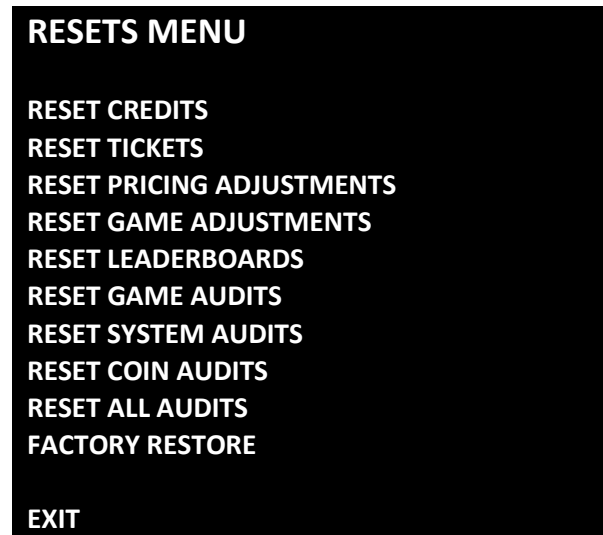 RESETS MENU
RESET CREDITS
RESET TICKETS
RESET PRICING ADJUSTMENTS
RESET GAME ADJUSTMENTS
RESET LEADERBOARDS
RESET GAME AUDITS
RESET SYSTEM AUDITS
RESET COIN AUDITS
RESET ALL AUDITS
FACTORY RESTORE
EXIT